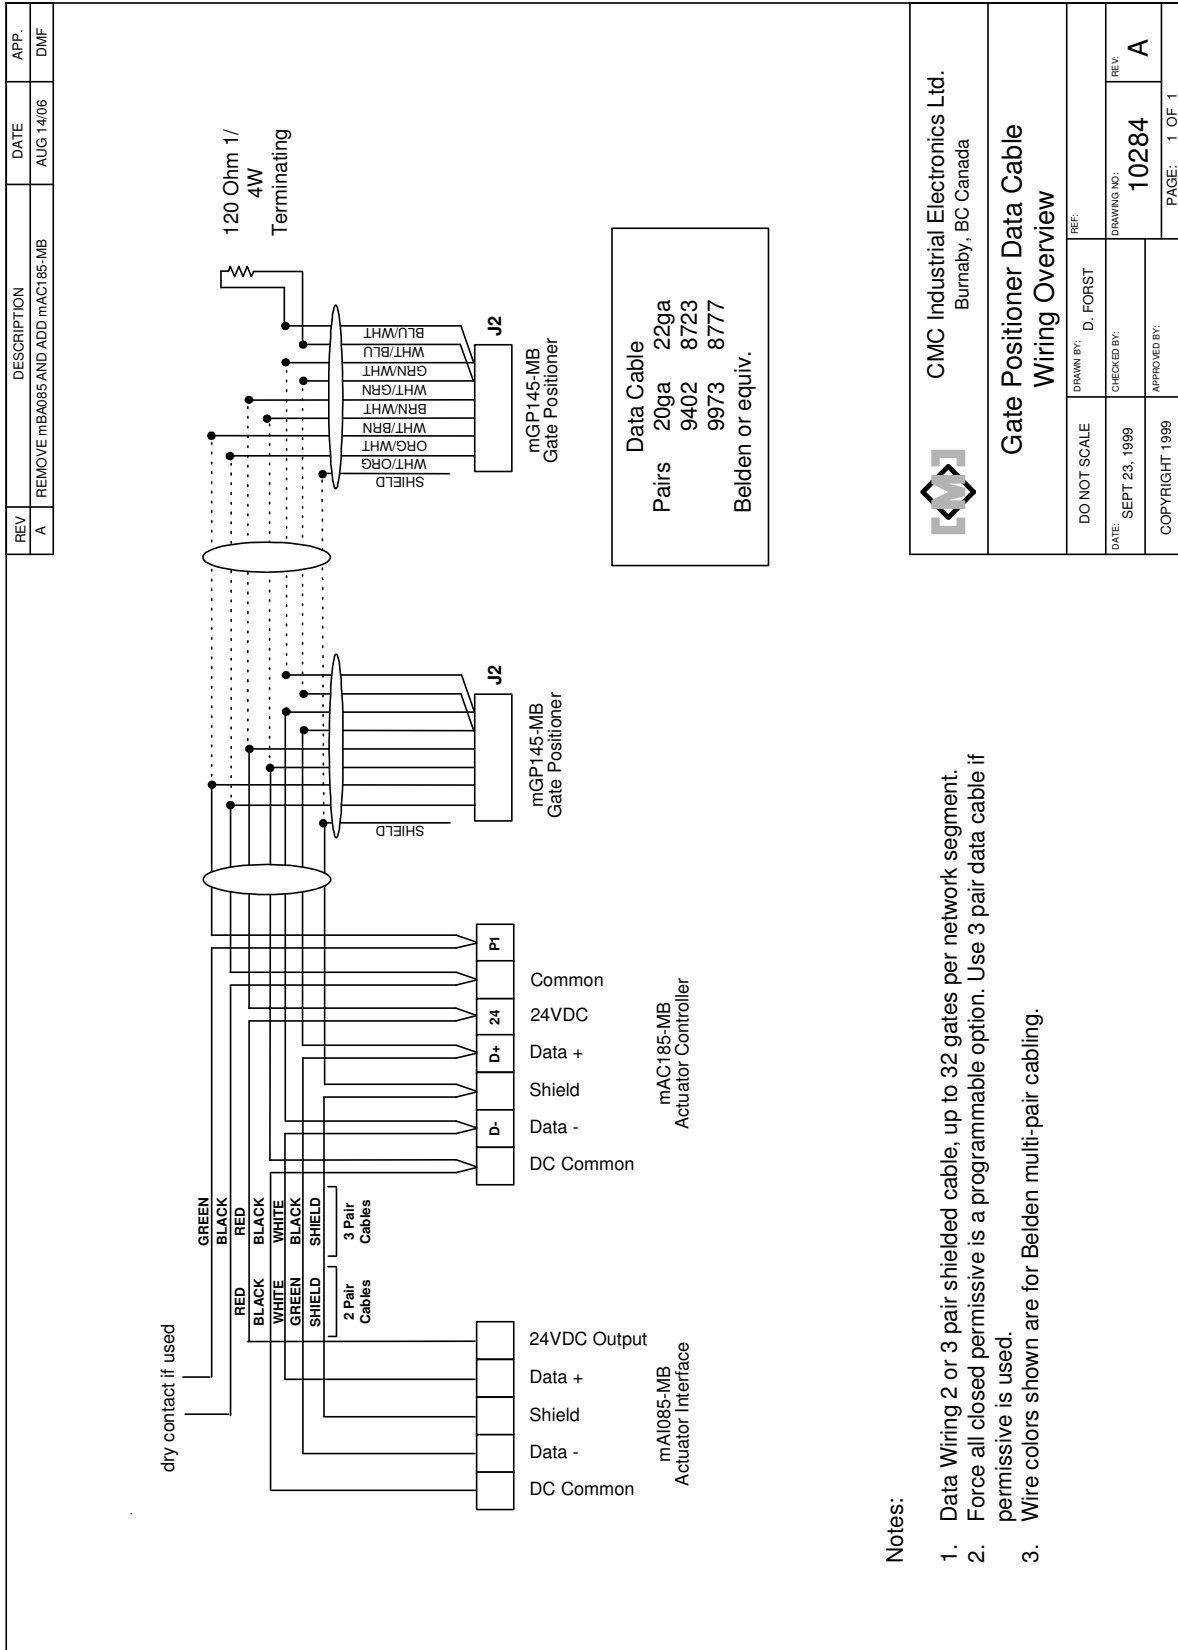 REV DESCRIPTION DATE APP.
A REMOVE mBA085 AND ADD mAC185-MB AUG 14/06 DMF
dry contact if used
GREEN
BLACK
RED
BLACK
WHITE
BLACK
SHIELD
3 Pair
Cables
RED
BLACK
WHITE
GREEN
SHIELD
2 Pair
Cables
24VDC Output
Data +
Shield
Data -
DC Common
mAI085-MB
Actuator Interface
P1
24
D+
D-
Common
24VDC
Data +
Shield
Data -
DC Common
mAC185-MB
Actuator Controller
SHIELD
J2
mGP145-MB
Gate Positioner
120 Ohm 1/
4W
Terminating
BLU/WHT
WHT/BLU
GRN/WHT
WHT/GRN
BRN/WHT
WHT/BRN
ORG/WHT
WHT/ORG
SHIELD
J2
mGP145-MB
Gate Positioner
Data Cable
Pairs 20ga 22ga
9402 8723
9973 8777
Belden or equiv.
Notes:
1. Data Wiring 2 or 3 pair shielded cable, up to 32 gates per network segment.
2. Force all closed permissive is a programmable option. Use 3 pair data cable if
permissive is used.
3. Wire colors shown are for Belden multi-pair cabling.
CMC Industrial Electronics Ltd.
Burnaby, BC Canada
[M]
Gate Positioner Data Cable
Wiring Overview
DO NOT SCALE
DRAWN BY: D. FORST
REF:
DATE: SEPT 23, 1999
CHECKED BY:
DRAWING NO: 10284
REV: A
COPYRIGHT 1999
APPROVED BY:
PAGE: 1 OF 1